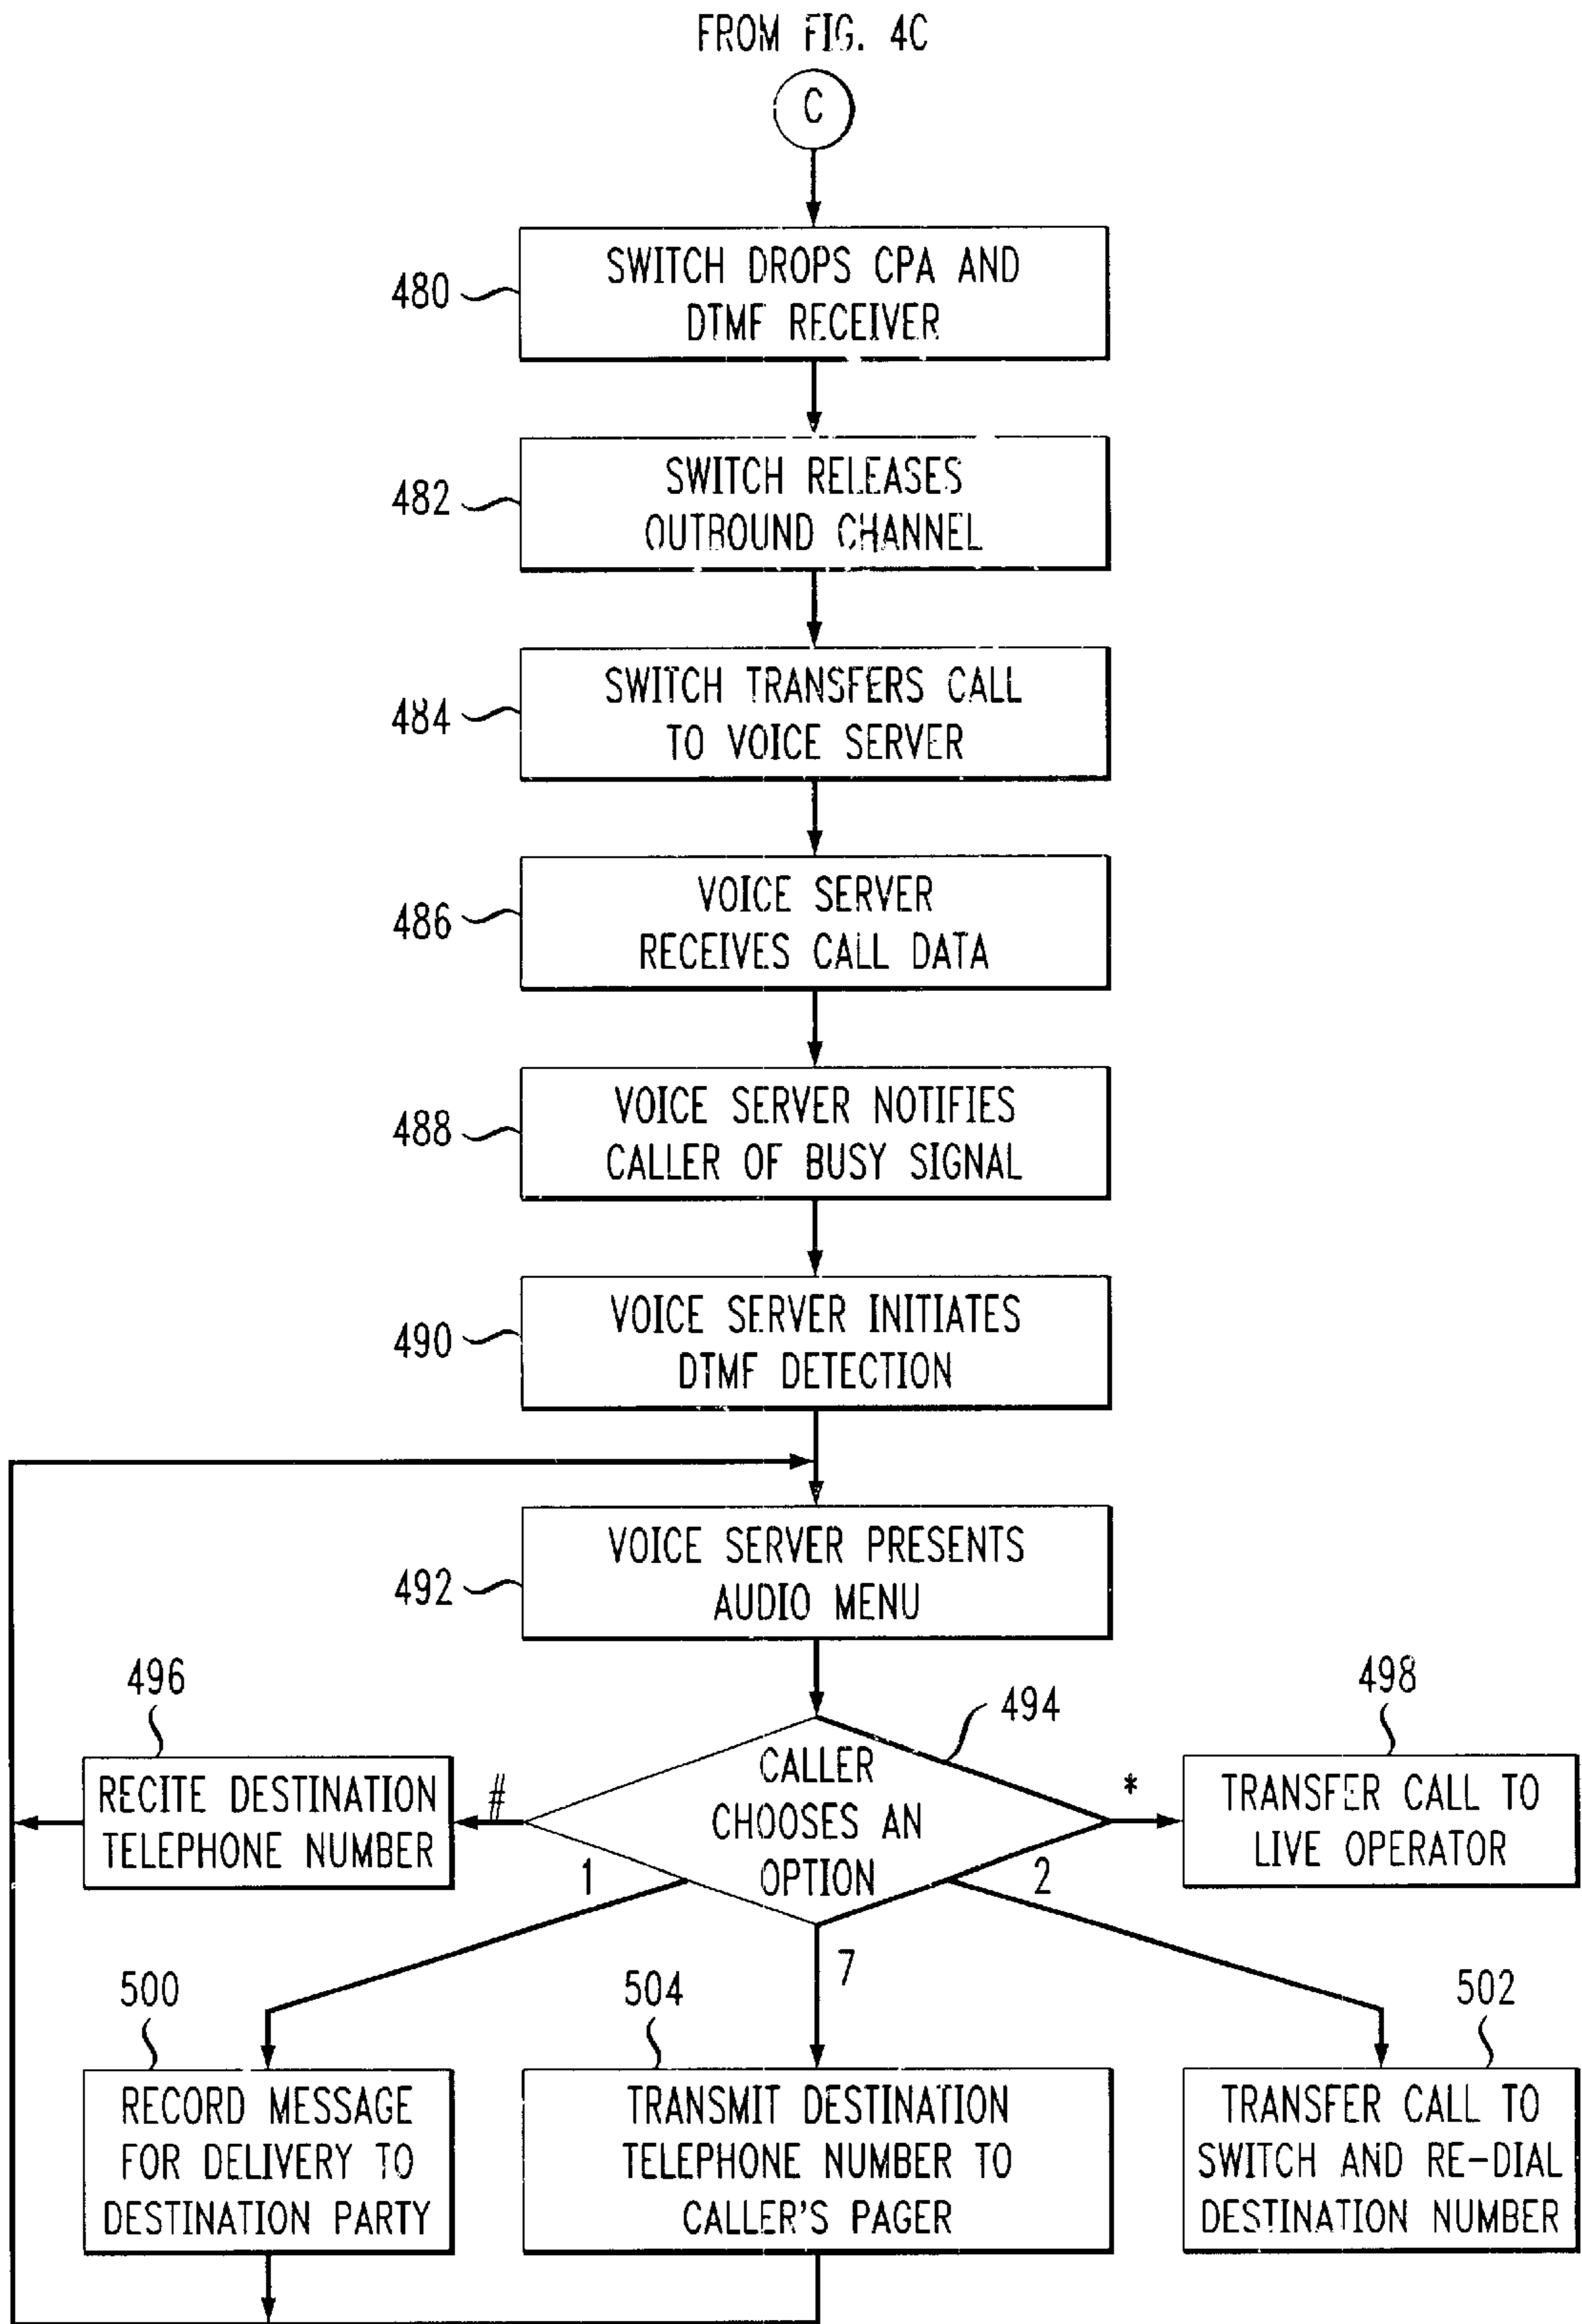 FROM FIG. 4C
C
480
SWITCH DROPS CPA AND
DTMF RECEIVER
482
SWITCH RELEASES
OUTBOUND CHANNEL
484
SWITCH TRANSFERS CALL
TO VOICE SERVER
486
VOICE SERVER
RECEIVES CALL DATA
488
VOICE SERVER NOTIFIES
CALLER OF BUSY SIGNAL
490
VOICE SERVER INITIATES
DTMF DETECTION
492
VOICE SERVER PRESENTS
AUDIO MENU
496
RECITE DESTINATION
TELEPHONE NUMBER
#
494
CALLER
CHOOSES AN
OPTION
*
498
TRANSFER CALL TO
LIVE OPERATOR
1
7
2
500
RECORD MESSAGE
FOR DELIVERY TO
DESTINATION PARTY
504
TRANSMIT DESTINATION
TELEPHONE NUMBER TO
CALLER'S PAGER
502
TRANSFER CALL TO
SWITCH AND RE-DIAL
DESTINATION NUMBER